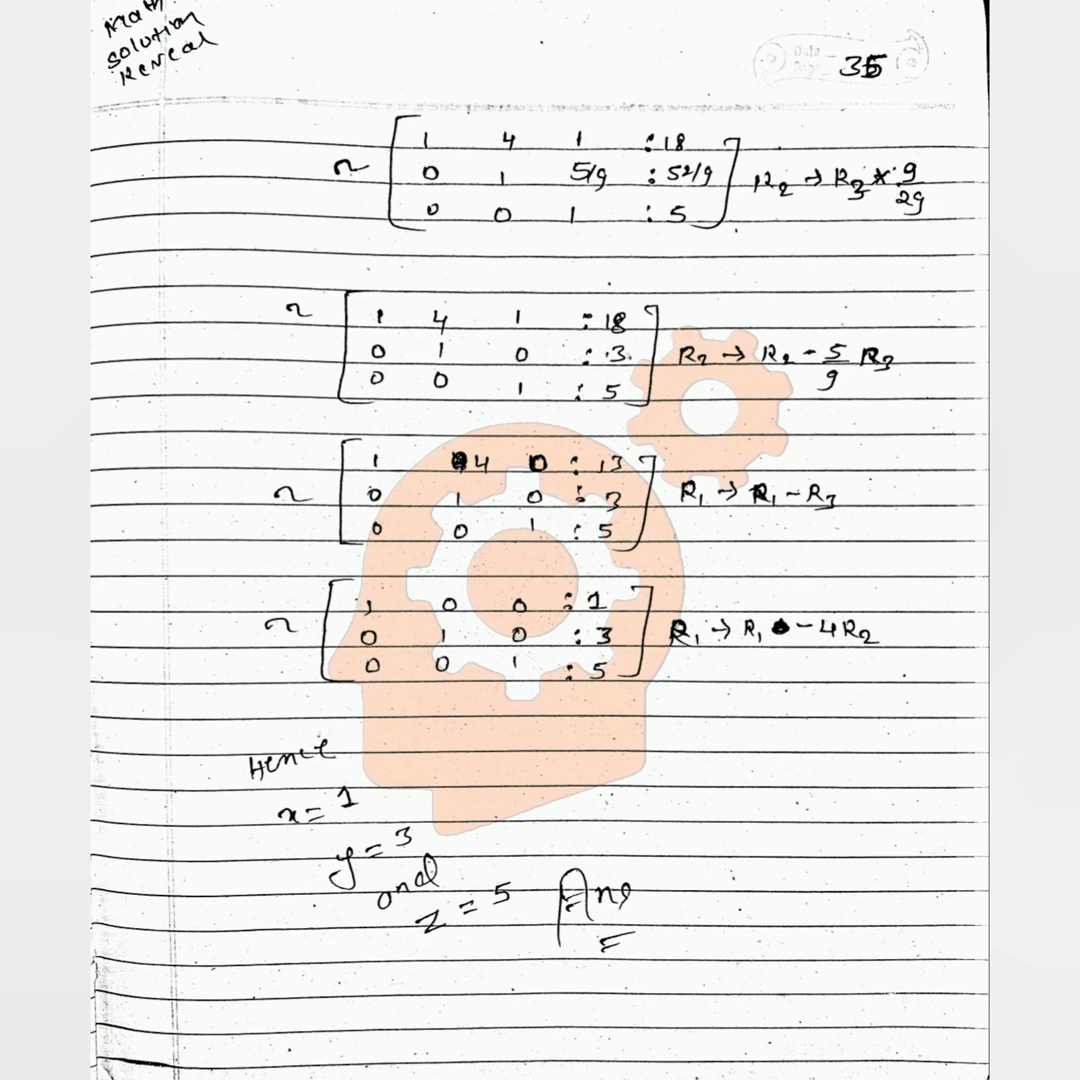 Math
solution
Reveal
35
~ [ 1 4 1 : 18
0 1 5/9 : 52/9
0 0 1 : 5 ] R2 → R3 * 9/29
~ [ 1 4 1 : 18
0 1 0 : 3
0 0 1 : 5 ] R2 → R2 - 5/9 R3
~ [ 1 4 0 : 13
0 1 0 : 3
0 0 1 : 5 ] R1 → R1 - R3
~ [ 1 0 0 : 1
0 1 0 : 3
0 0 1 : 5 ] R1 → R1 - 4R2
Hence
x = 1
y = 3
and
z = 5 Ans